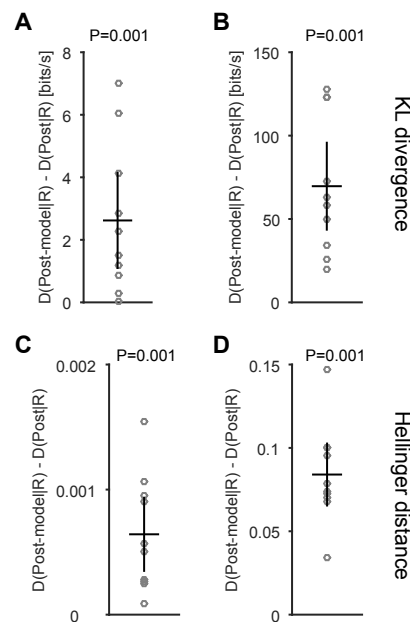 A
P=0.001
D(Post-model|R) - D(Post|R) [bits/s]
8
6
4
2
0
B
P=0.001
D(Post-model|R) - D(Post|R) [bits/s]
150
100
50
0
KL divergence
C
P=0.001
D(Post-model|R) - D(Post|R)
0.002
0.001
0
D
P=0.001
D(Post-model|R) - D(Post|R)
0.15
0.1
0.05
0
Hellinger distance